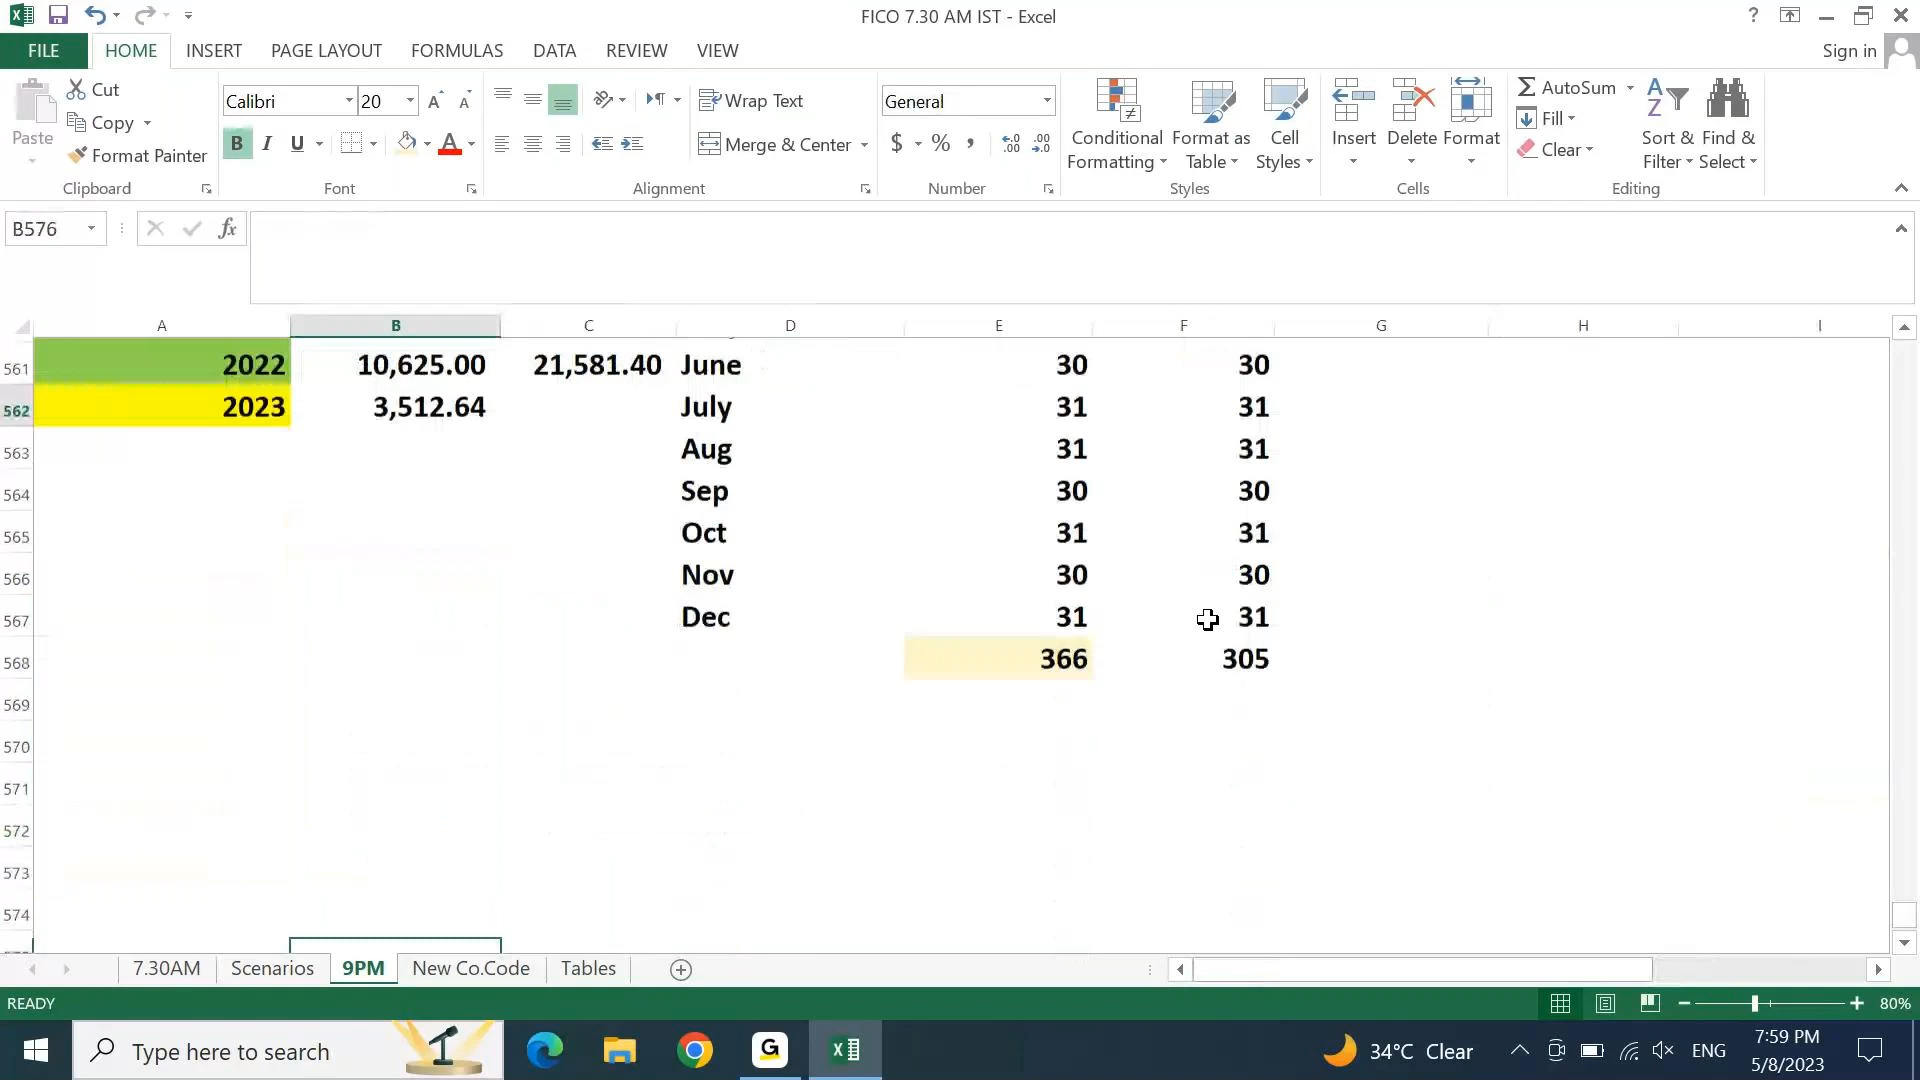 FICO 7.30 AM IST - Excel
?
FILE HOME INSERT PAGE LAYOUT FORMULAS DATA REVIEW VIEW
Sign in
Paste
Cut
Copy
Format Painter
Clipboard
Calibri 20
B I U
Font
Wrap Text
Merge & Center
Alignment
General
$ % ,
Number
Conditional Formatting
Format as Table
Cell Styles
Styles
Insert Delete Format
Cells
AutoSum
Fill
Clear
Sort & Filter
Find & Select
Editing
B576
fx
A B C D E F G H I
561 2022 10,625.00 21,581.40 June 30 30
562 2023 3,512.64 July 31 31
563 Aug 31 31
564 Sep 30 30
565 Oct 31 31
566 Nov 30 30
567 Dec 31 31
568 366 305
569
570
571
572
573
574
7.30AM Scenarios 9PM New Co.Code Tables
READY
80%
Type here to search
34°C Clear
ENG
7:59 PM
5/8/2023